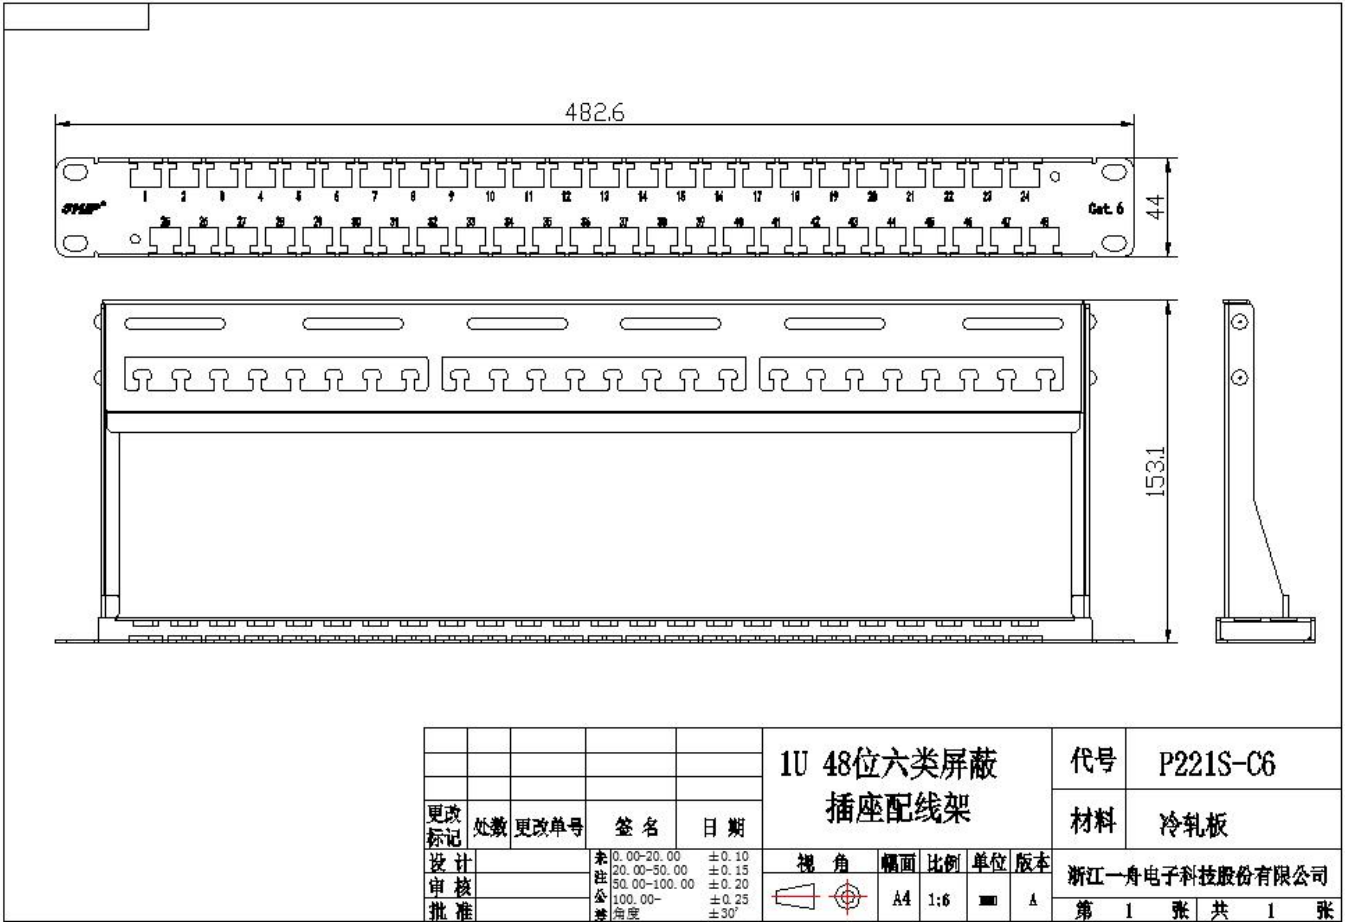 482.6
1 2 3 4 5 6 7 8 9 10 11 12 13 14 15 16 17 18 19 20 21 22 23 24
Cat. 6
25 26 27 28 29 30 31 32 33 34 35 36 37 38 39 40 41 42 43 44 45 46 47 48
44
153.1
1U 48位六类屏蔽
插座配线架
代号 P221S-C6
材料 冷轧板
更改标记 处数 更改单号 签名 日期
设计
审核
批准
未注公差
0.00-20.00 ±0.10
20.00-50.00 ±0.15
50.00-100.00 ±0.20
100.00- ±0.25
角度 ±30'
视角 幅面 比例 单位 版本
A4 1:6 A
浙江一舟电子科技股份有限公司
第 1 张 共 1 张